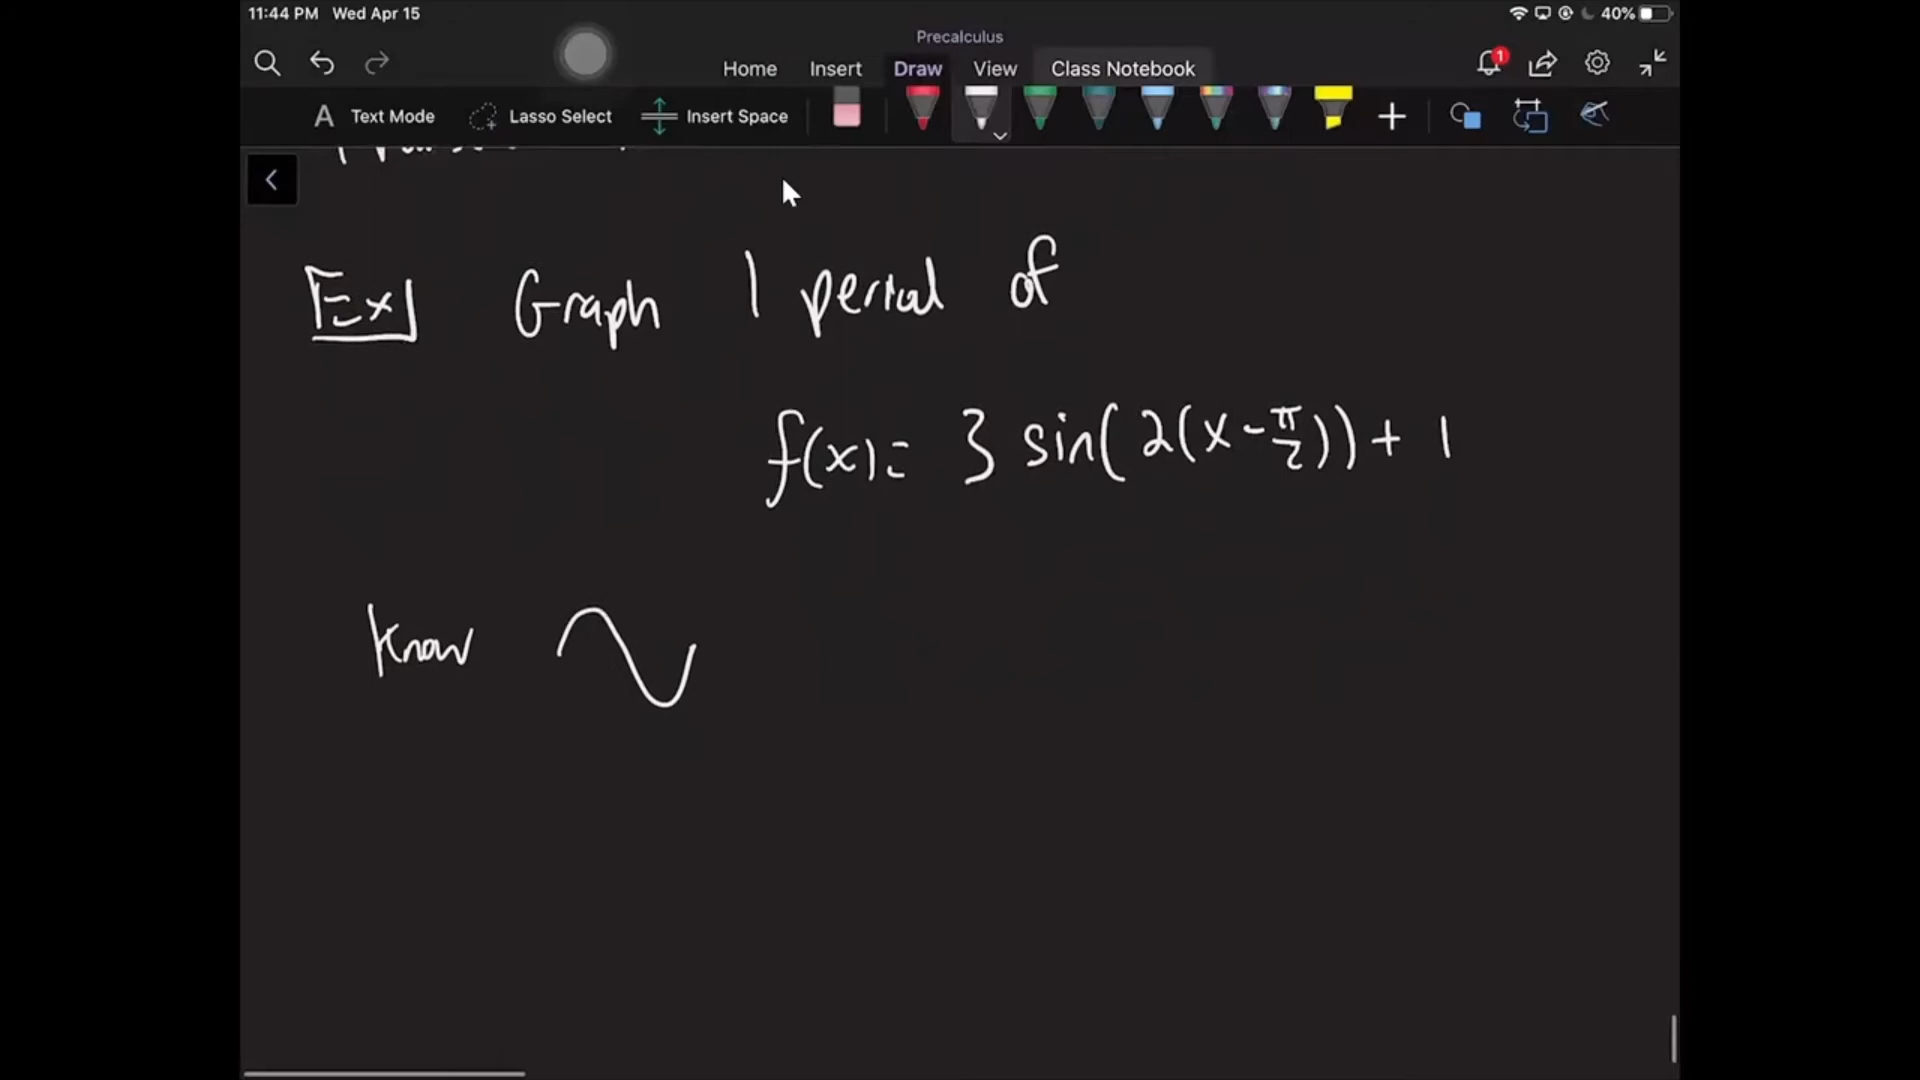 11:44 PM Wed Apr 15 40%
Precalculus
Home Insert Draw View Class Notebook 1
A Text Mode Lasso Select Insert Space
Ex Graph 1 period of
f(x)= 3 sin(2(x-π/2))+ 1
Know